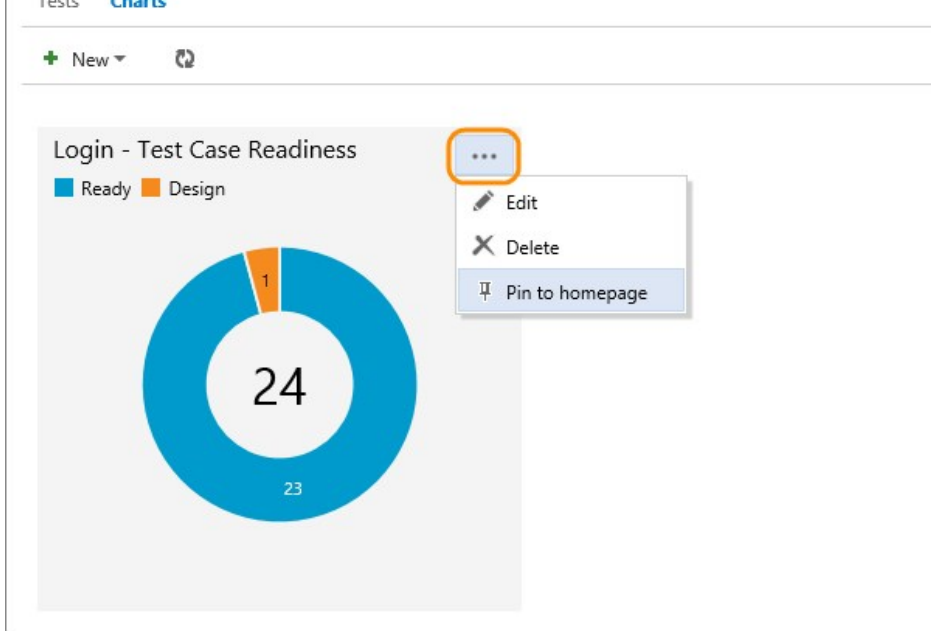 Tests Charts
New
Login - Test Case Readiness
Ready Design
Edit
Delete
Pin to homepage
1
24
23